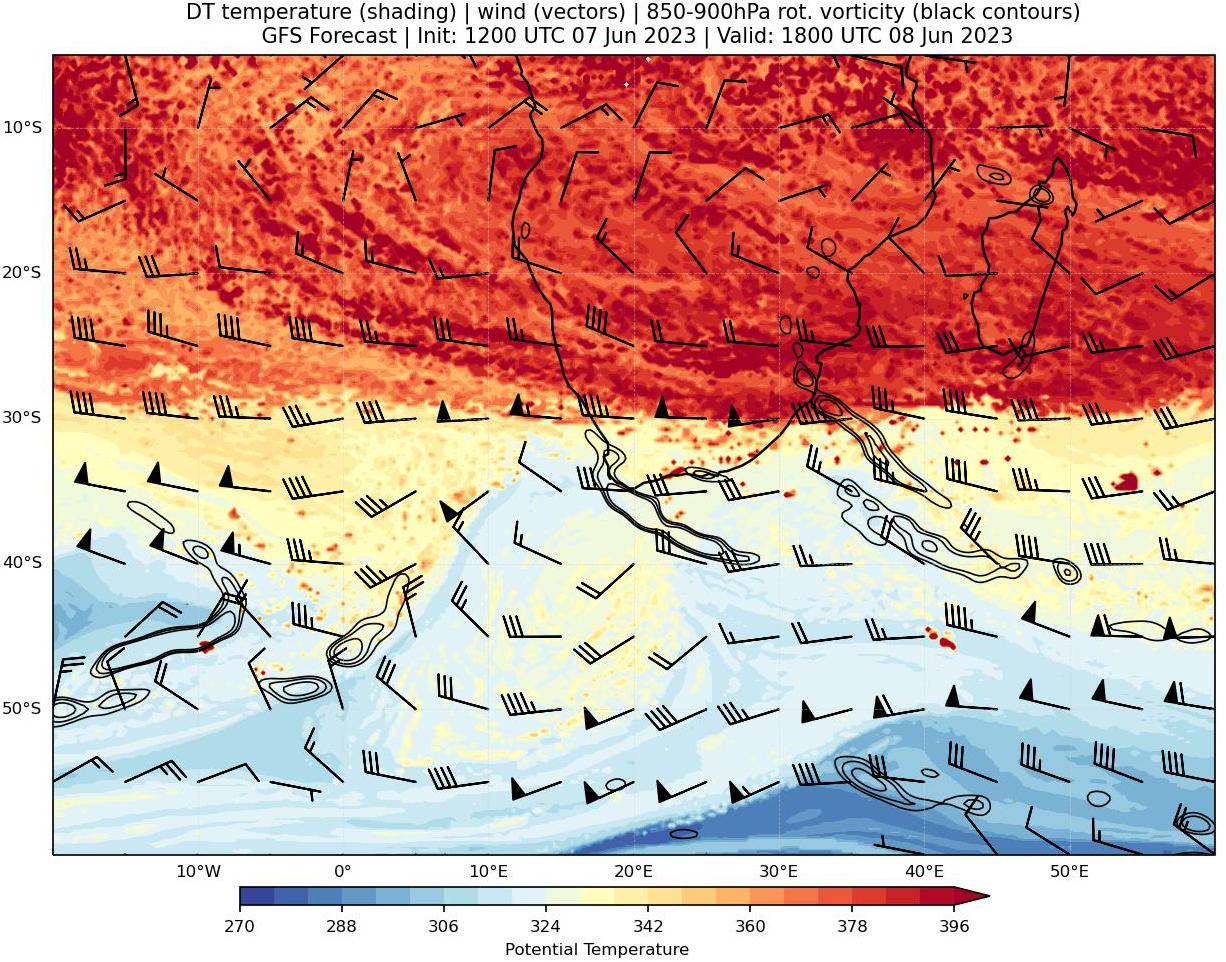 DT temperature (shading) | wind (vectors) | 850-900hPa rot. vorticity (black contours)
GFS Forecast | Init: 1200 UTC 07 Jun 2023 | Valid: 1800 UTC 08 Jun 2023
10°S
20°S
30°S
40°S
50°S
10°W 0° 10°E 20°E 30°E 40°E 50°E
270 288 306 324 342 360 378 396
Potential Temperature